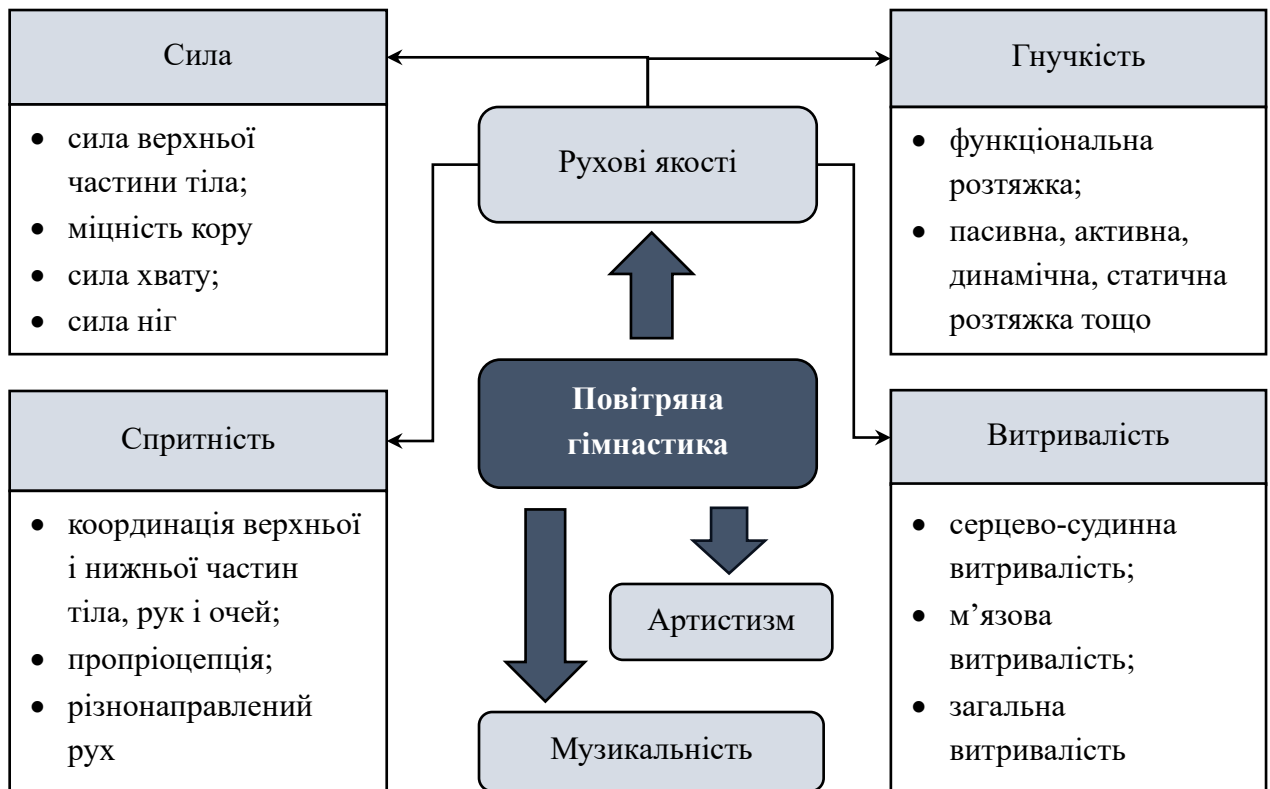 Сила
• сила верхньої
частини тіла;
• міцність кору
• сила хвату;
• сила ніг
Рухові якості
Гнучкість
• функціональна
розтяжка;
• пасивна, активна,
динамічна, статична
розтяжка тощо
Повітряна
гімнастика
Спритність
• координація верхньої
і нижньої частин
тіла, рук і очей;
• пропріоцепція;
• різнонаправлений
рух
Артистизм
Музикальність
Витривалість
• серцево-судинна
витривалість;
• м’язова
витривалість;
• загальна
витривалість